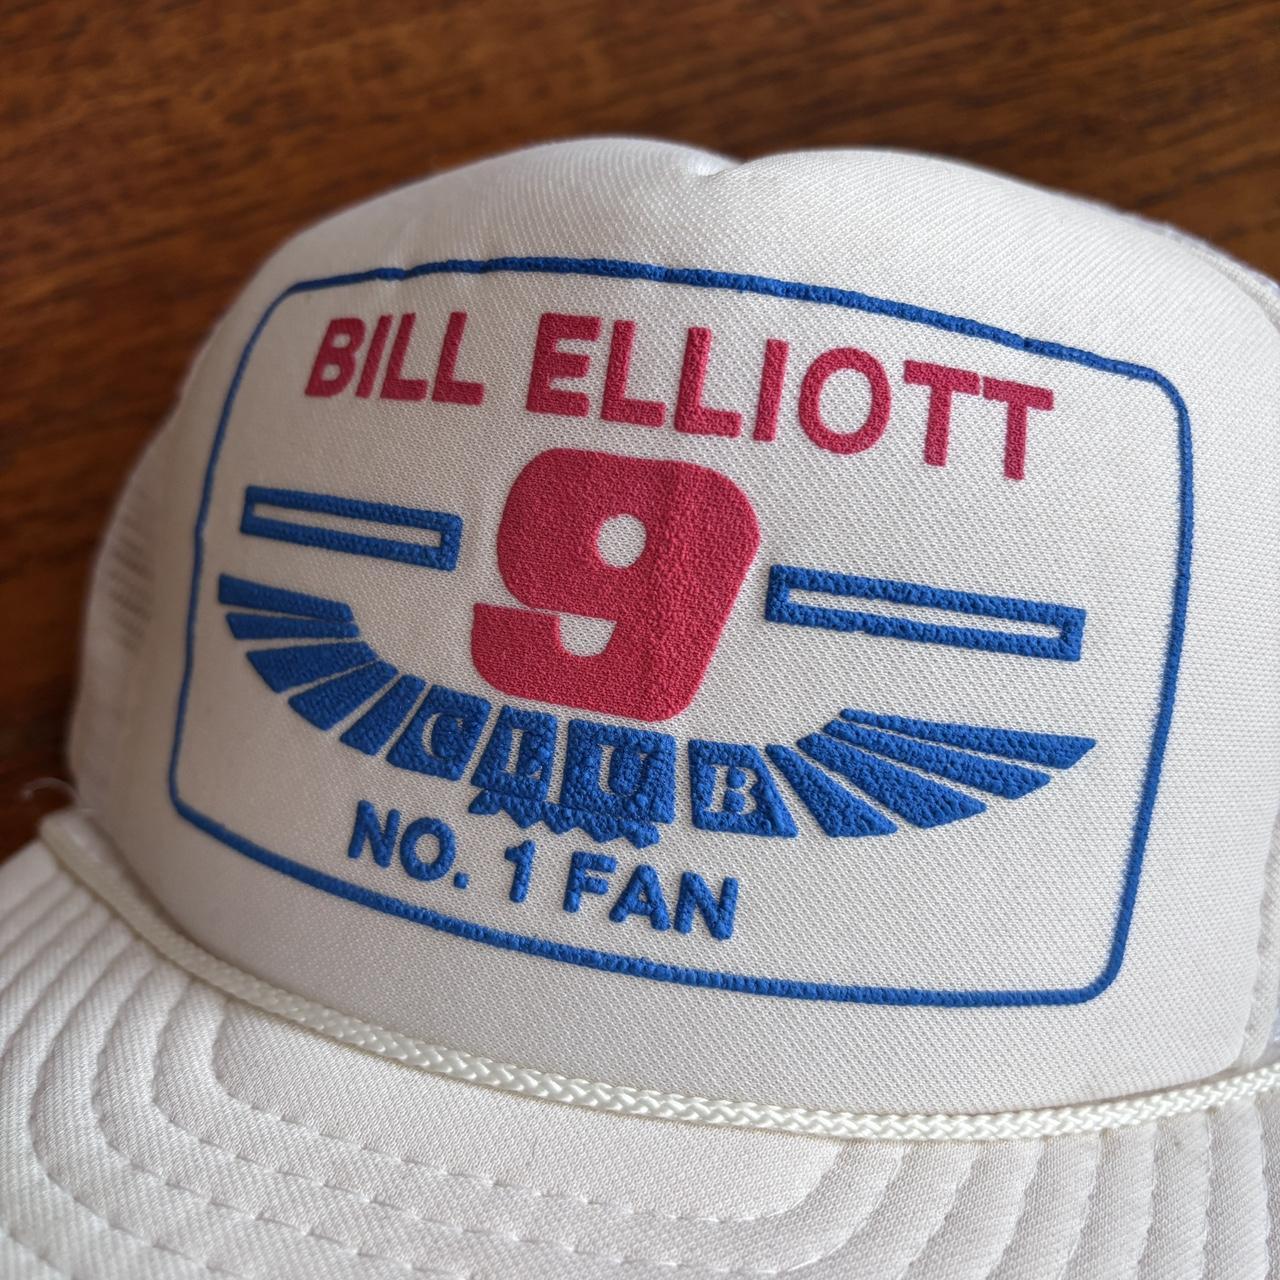 BILL ELLIOTT
9
CLUB
NO. 1 FAN